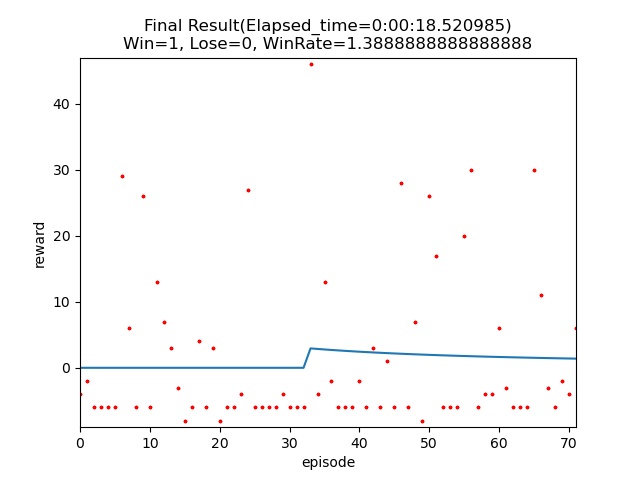 Final Result(Elapsed_time=0:00:18.520985)
Win=1, Lose=0, WinRate=1.3888888888888888
40
30
20
10
0
reward
0 10 20 30 40 50 60 70
episode